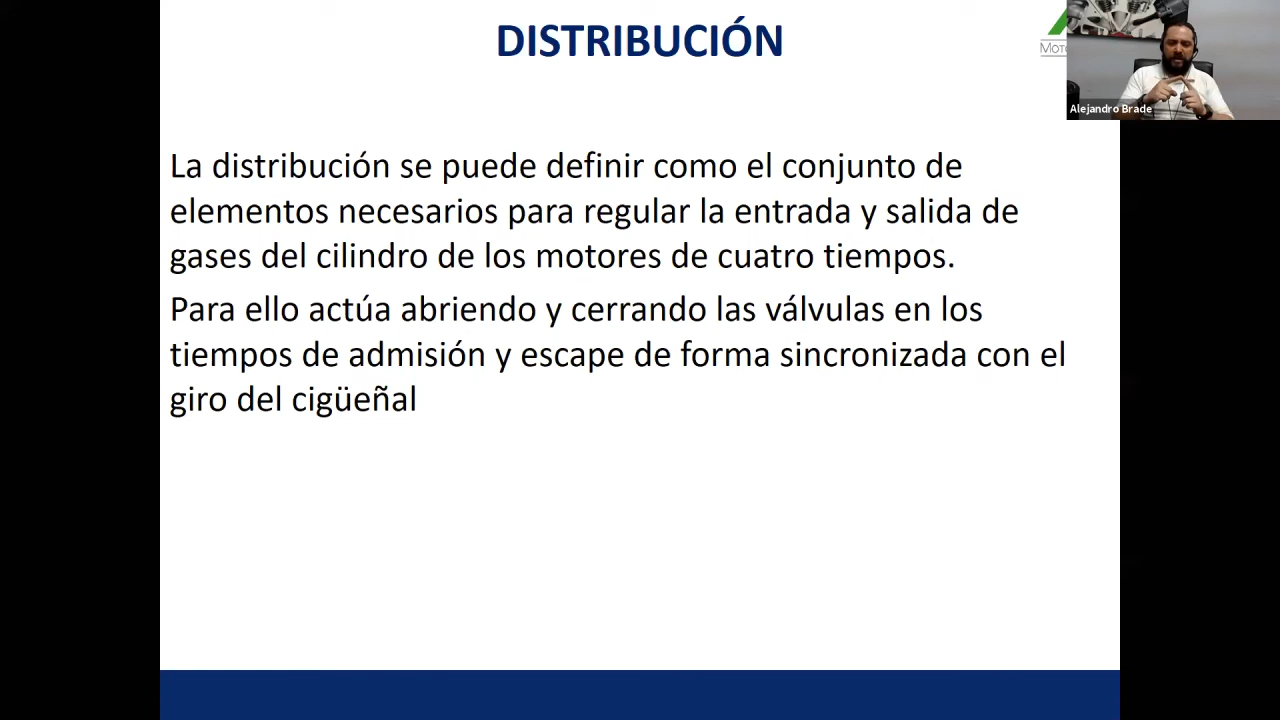 DISTRIBUCIÓN
Alejandro Brade
La distribución se puede definir como el conjunto de
elementos necesarios para regular la entrada y salida de
gases del cilindro de los motores de cuatro tiempos.
Para ello actúa abriendo y cerrando las válvulas en los
tiempos de admisión y escape de forma sincronizada con el
giro del cigüeñal